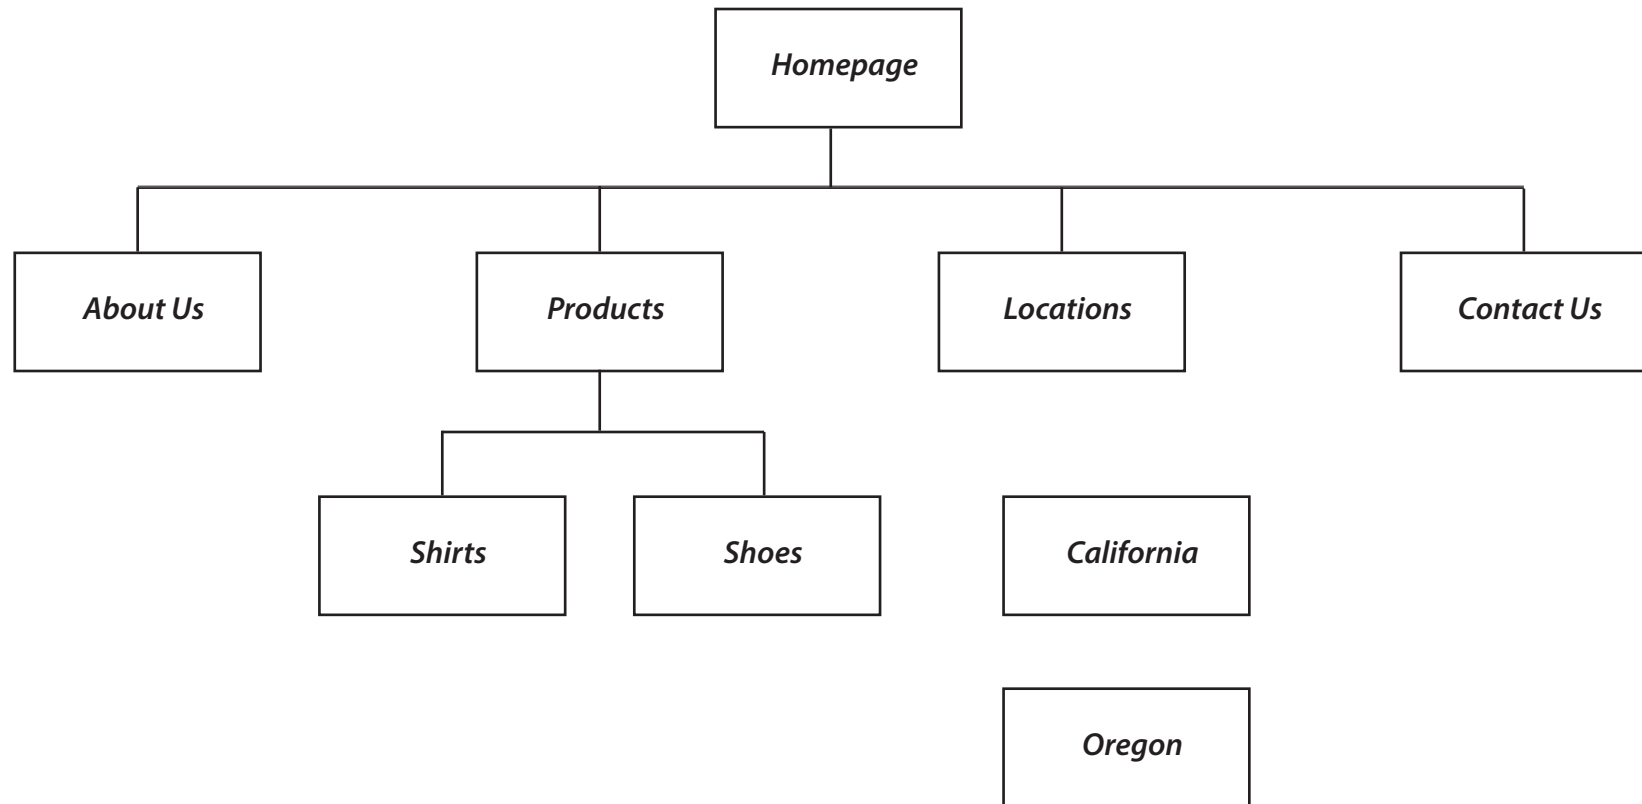 Homepage
About Us
Products
Locations
Contact Us
Shirts
Shoes
California
Oregon